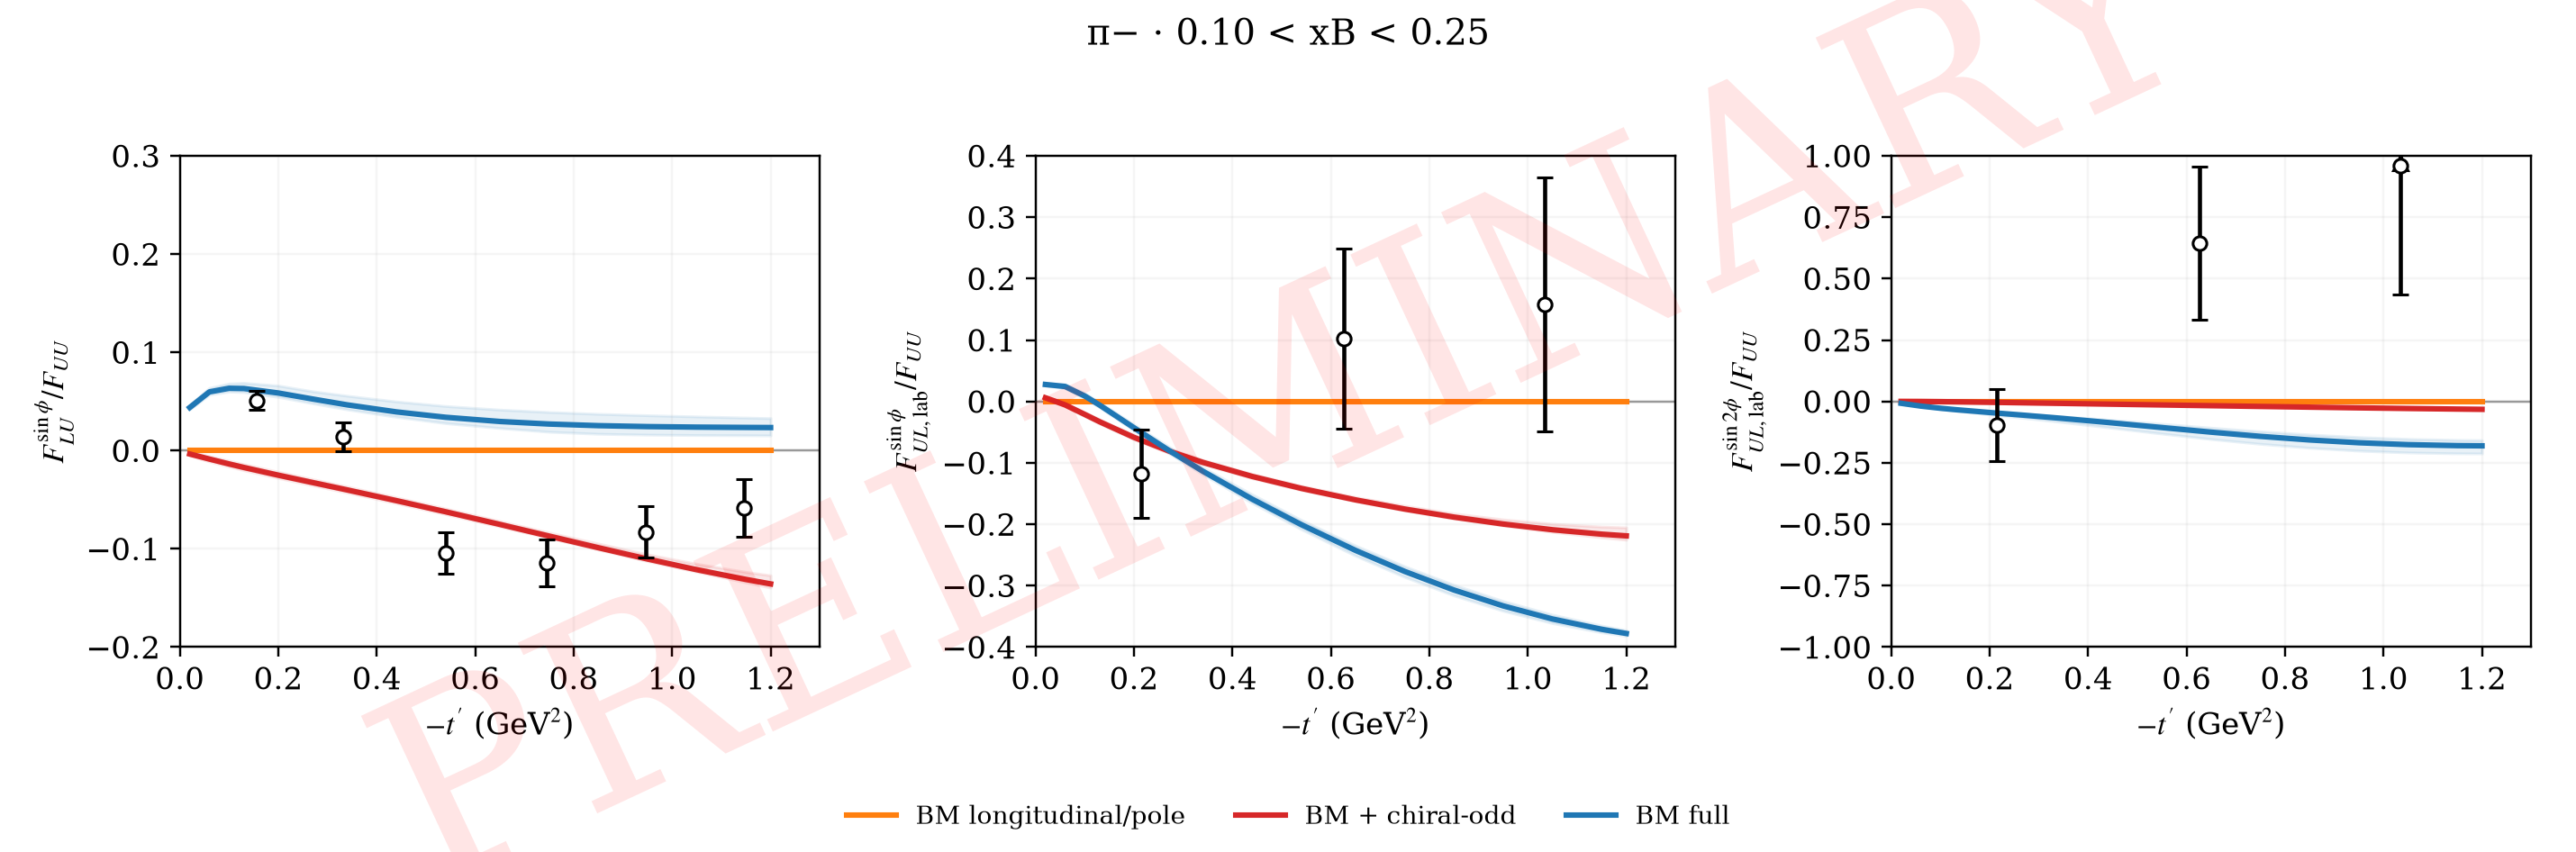 π− · 0.10 < xB < 0.25
PRELIMINARY
0.3
0.2
0.1
0.0
−0.1
−0.2
0.0 0.2 0.4 0.6 0.8 1.0 1.2
F_{LU}^{sin ϕ}/F_{UU}
−t′ (GeV²)
0.4
0.3
0.2
0.1
0.0
−0.1
−0.2
−0.3
−0.4
0.0 0.2 0.4 0.6 0.8 1.0 1.2
F_{UL,lab}^{sin ϕ}/F_{UU}
−t′ (GeV²)
1.00
0.75
0.50
0.25
0.00
−0.25
−0.50
−0.75
−1.00
0.0 0.2 0.4 0.6 0.8 1.0 1.2
F_{UL,lab}^{sin 2ϕ}/F_{UU}
−t′ (GeV²)
BM longitudinal/pole BM + chiral-odd BM full